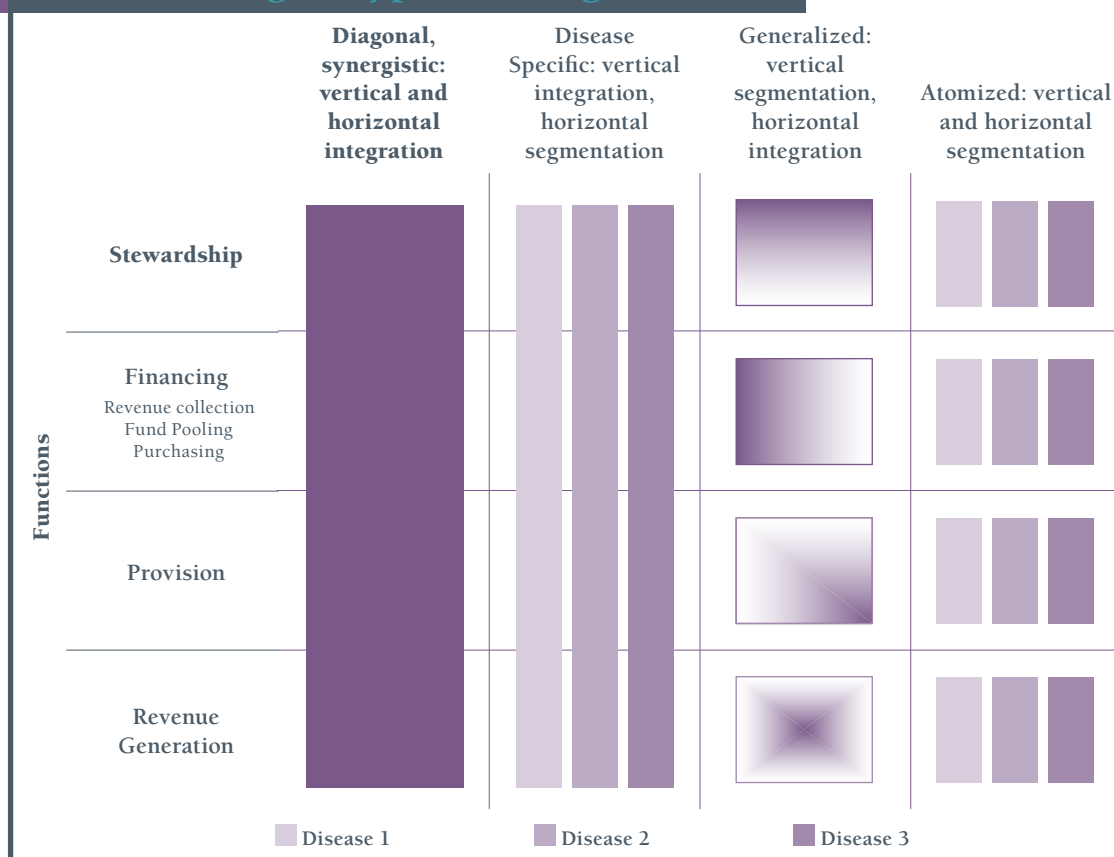 Diagonal,
synergistic:
vertical and
horizontal
integration
Disease
Specific: vertical
integration,
horizontal
segmentation
Generalized:
vertical
segmentation,
horizontal
integration
Atomized: vertical
and horizontal
segmentation
Functions
Stewardship
Financing
Revenue collection
Fund Pooling
Purchasing
Provision
Revenue
Generation
Disease 1
Disease 2
Disease 3